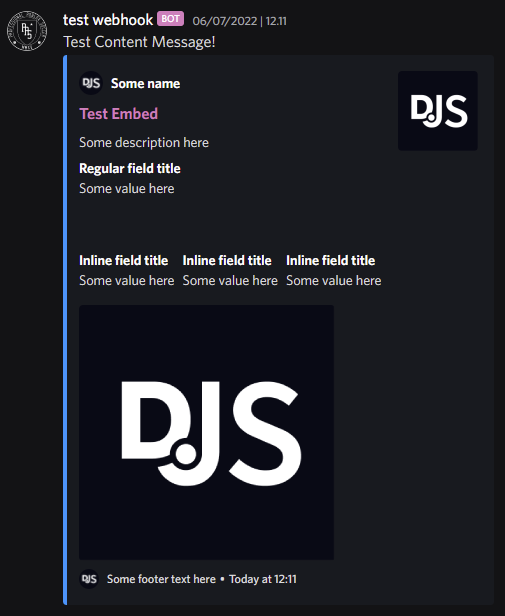 test webhook BOT 06/07/2022 | 12.11
Test Content Message!
DJS Some name
DJS
Test Embed
Some description here
Regular field title
Some value here
Inline field title Inline field title Inline field title
Some value here Some value here Some value here
DJS
DJS Some footer text here • Today at 12:11